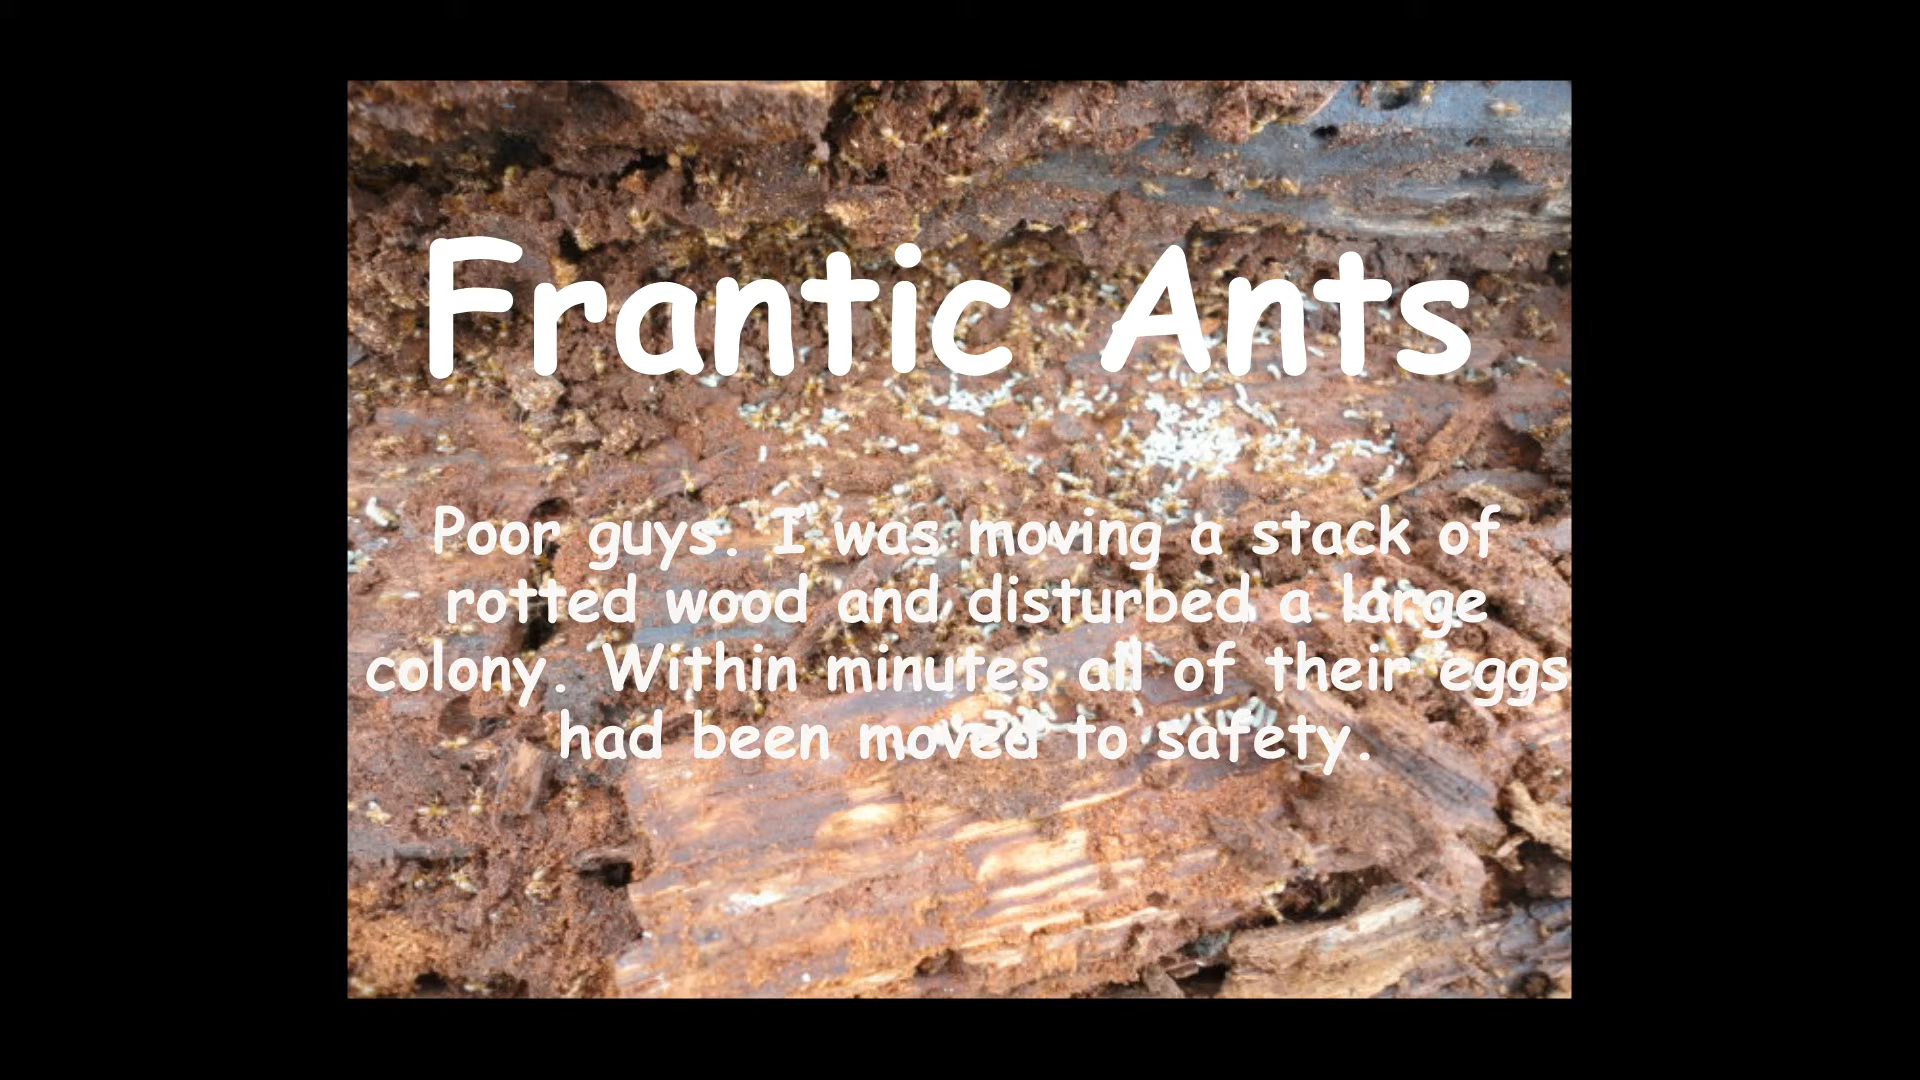 Frantic Ants
Poor guys. I was moving a stack of
rotted wood and disturbed a large
colony. Within minutes all of their eggs
had been moved to safety.